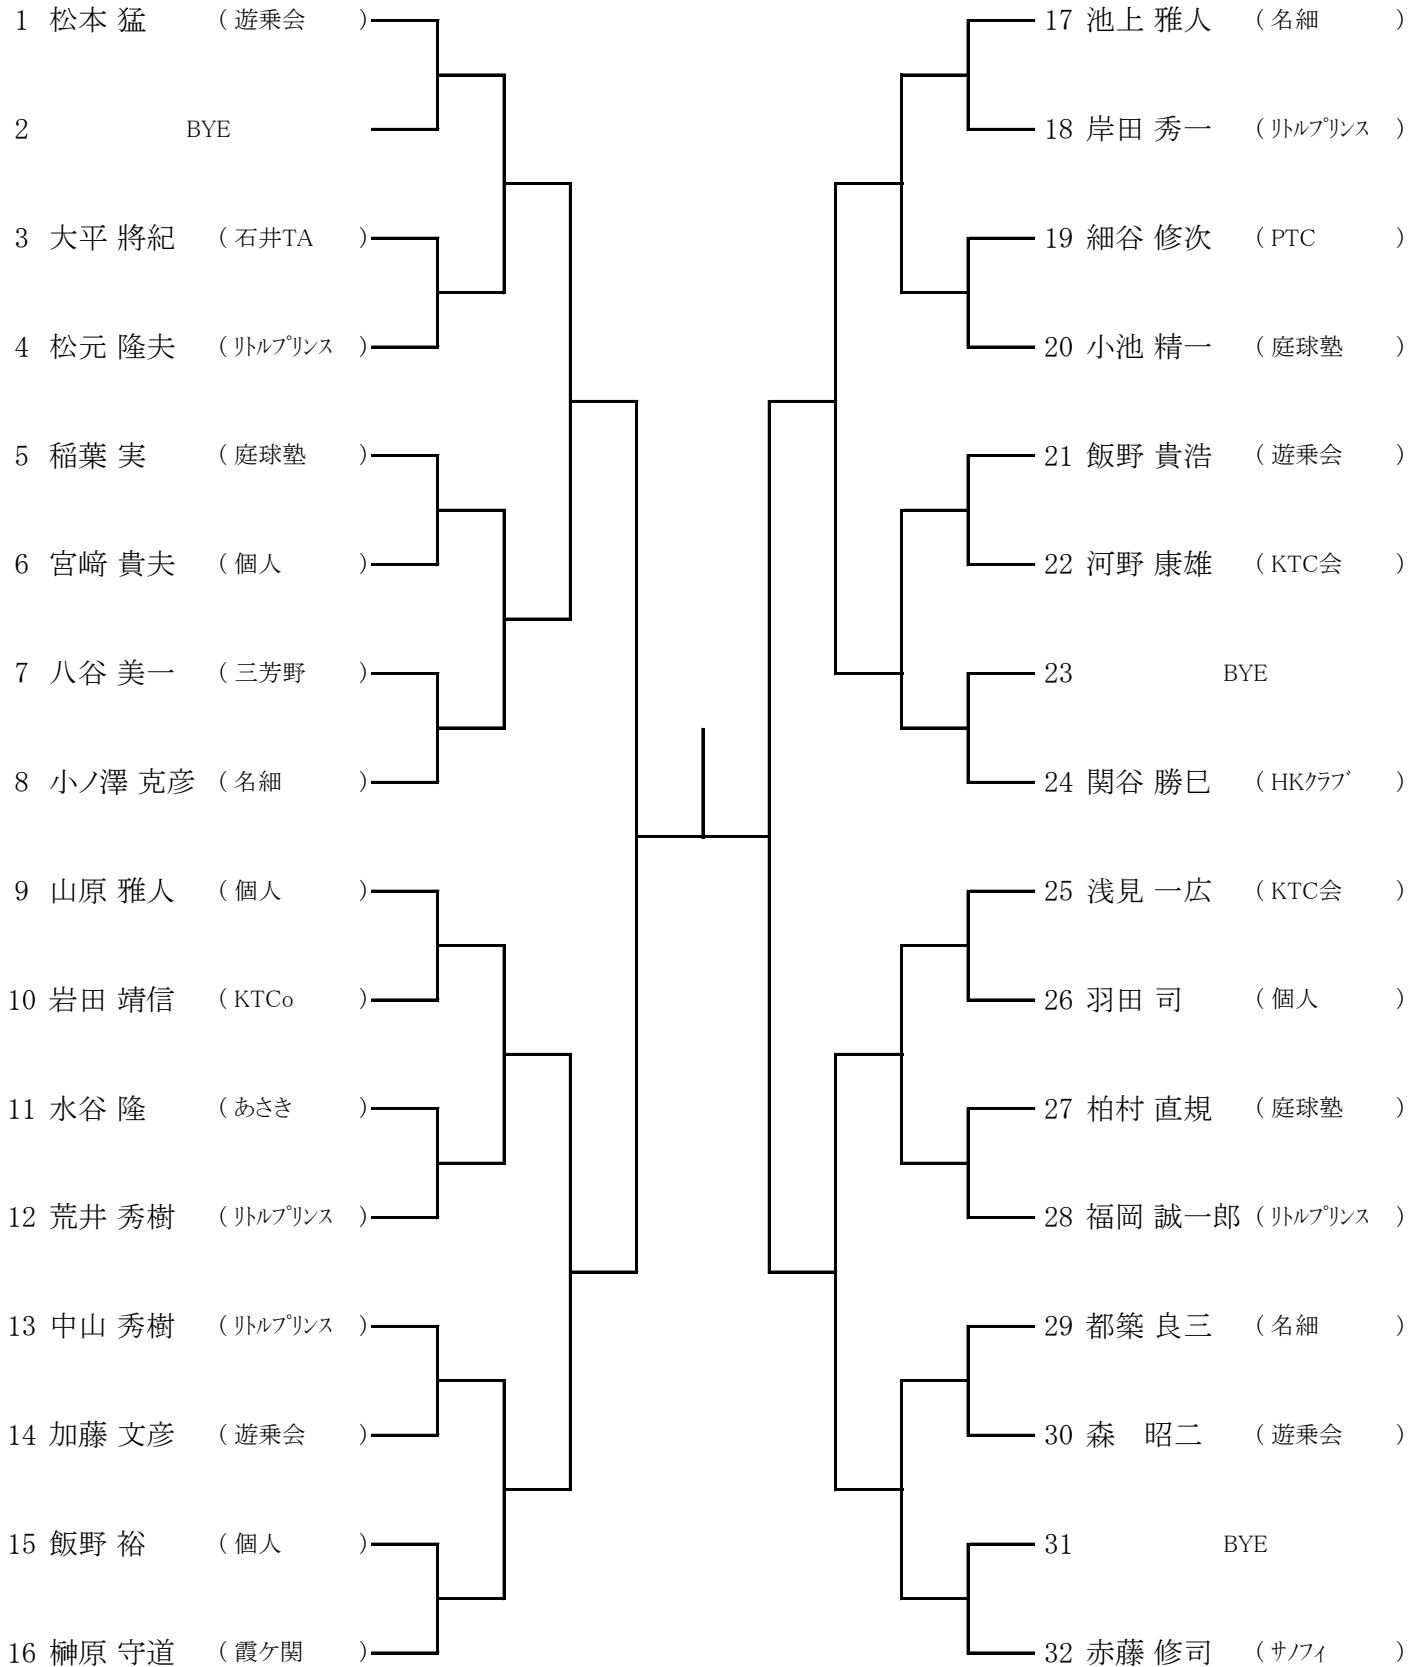 1 松本 猛 ( 遊乗会 )
2 BYE
3 大平 將紀 ( 石井TA )
4 松元 隆夫 ( ﾘﾄﾙﾌﾟﾘﾝｽ )
5 稲葉 実 ( 庭球塾 )
6 宮﨑 貴夫 ( 個人 )
7 八谷 美一 ( 三芳野 )
8 小ノ澤 克彦 ( 名細 )
9 山原 雅人 ( 個人 )
10 岩田 靖信 ( KTCo )
11 水谷 隆 ( あさき )
12 荒井 秀樹 ( ﾘﾄﾙﾌﾟﾘﾝｽ )
13 中山 秀樹 ( ﾘﾄﾙﾌﾟﾘﾝｽ )
14 加藤 文彦 ( 遊乗会 )
15 飯野 裕 ( 個人 )
16 榊原 守道 ( 霞ケ関 )
17 池上 雅人 ( 名細 )
18 岸田 秀一 ( ﾘﾄﾙﾌﾟﾘﾝｽ )
19 細谷 修次 ( PTC )
20 小池 精一 ( 庭球塾 )
21 飯野 貴浩 ( 遊乗会 )
22 河野 康雄 ( KTC会 )
23 BYE
24 関谷 勝巳 ( HKｸﾗﾌﾞ )
25 浅見 一広 ( KTC会 )
26 羽田 司 ( 個人 )
27 柏村 直規 ( 庭球塾 )
28 福岡 誠一郎 ( ﾘﾄﾙﾌﾟﾘﾝｽ )
29 都築 良三 ( 名細 )
30 森　昭二 ( 遊乗会 )
31 BYE
32 赤藤 修司 ( ｻﾉﾌｨ )